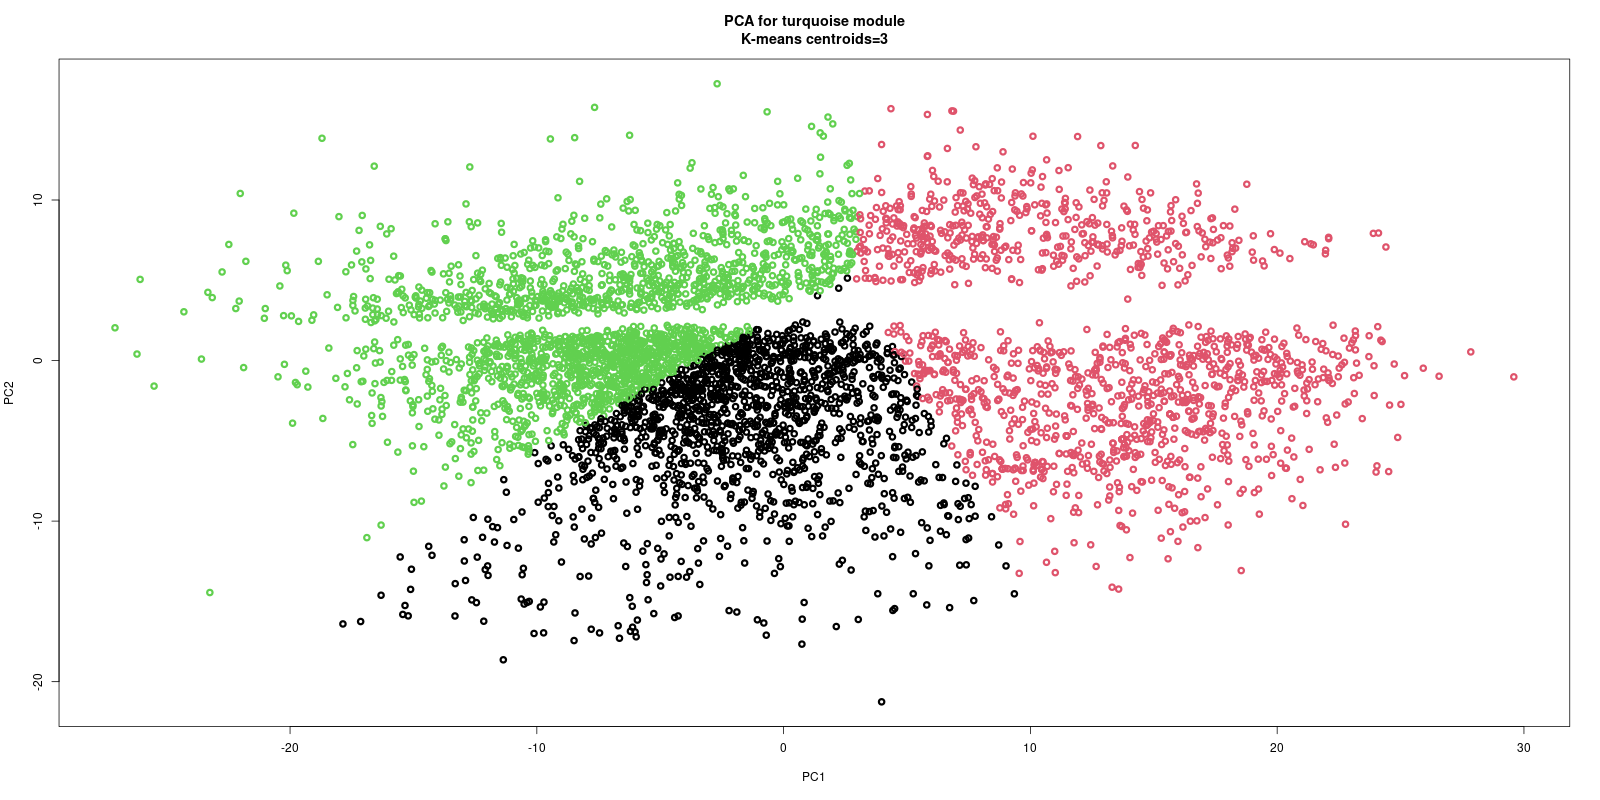 PCA for turquoise module
K-means centroids=3
PC2
10
0
-10
-20
-20 -10 0 10 20 30
PC1